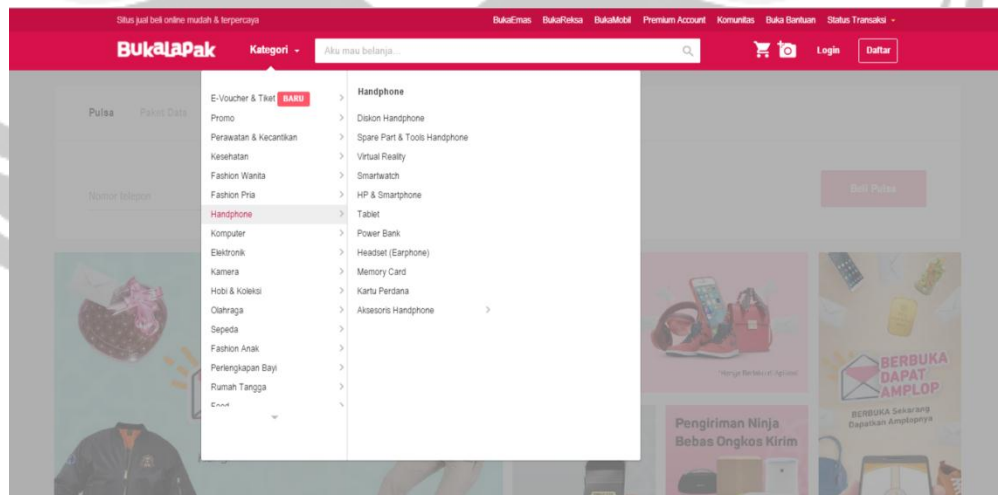 Situs jual beli online mudah & terpercaya
BukaEmas BukaReksa BukaMobil Premium Account Komunitas Buka Bantuan Status Transaksi
BukaLapak Kategori Aku mau belanja... Login Daftar
Pulsa Paket Data
Nomor telepon
Beli Pulsa
E-Voucher & Tiket BARU
Promo
Perawatan & Kecantikan
Kesehatan
Fashion Wanita
Fashion Pria
Handphone
Komputer
Elektronik
Kamera
Hobi & Koleksi
Olahraga
Sepeda
Fashion Anak
Perlengkapan Bayi
Rumah Tangga
Food
Handphone
Diskon Handphone
Spare Part & Tools Handphone
Virtual Reality
Smartwatch
HP & Smartphone
Tablet
Power Bank
Headset (Earphone)
Memory Card
Kartu Perdana
Aksesoris Handphone
BERBUKA
DAPAT
AMPLOP
BERBUKA Sekarang
Dapatkan Amplopnya
Pengiriman Ninja
Bebas Ongkos Kirim